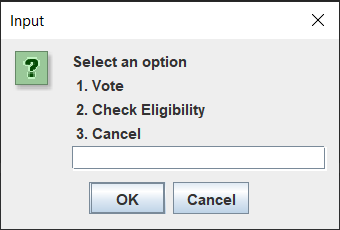 Input
?
Select an option
1. Vote
2. Check Eligibility
3. Cancel
OK Cancel